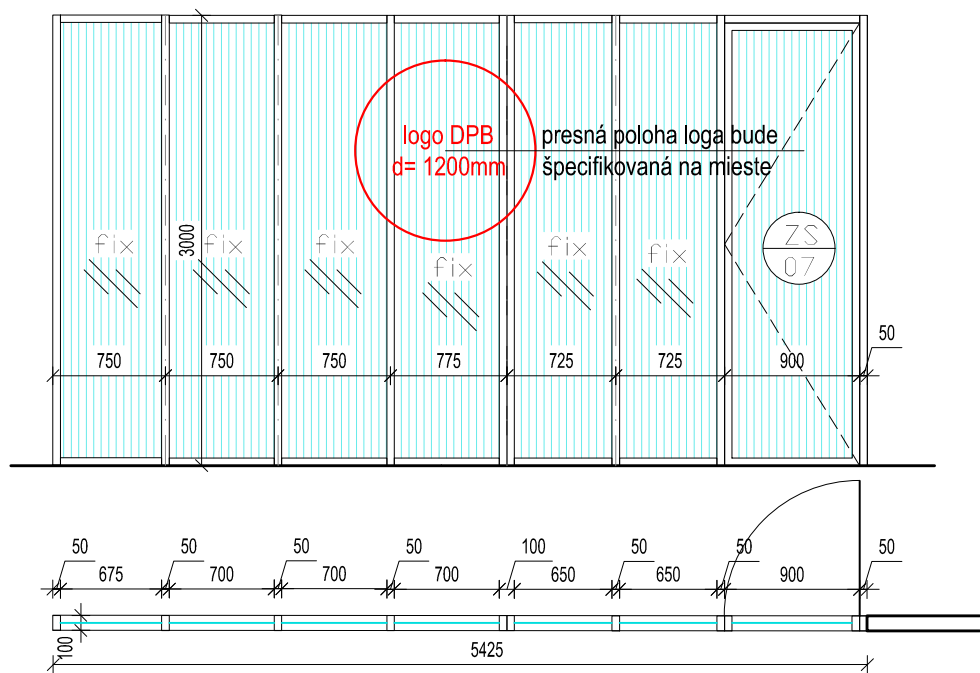 logo DPB
d= 1200mm
presná poloha loga bude
špecifikovaná na mieste
3000
fix
fix
fix
fix
fix
fix
ZS
07
750
750
750
775
725
725
900
50
50
50
50
50
100
50
50
50
675
700
700
700
650
650
900
100
5425